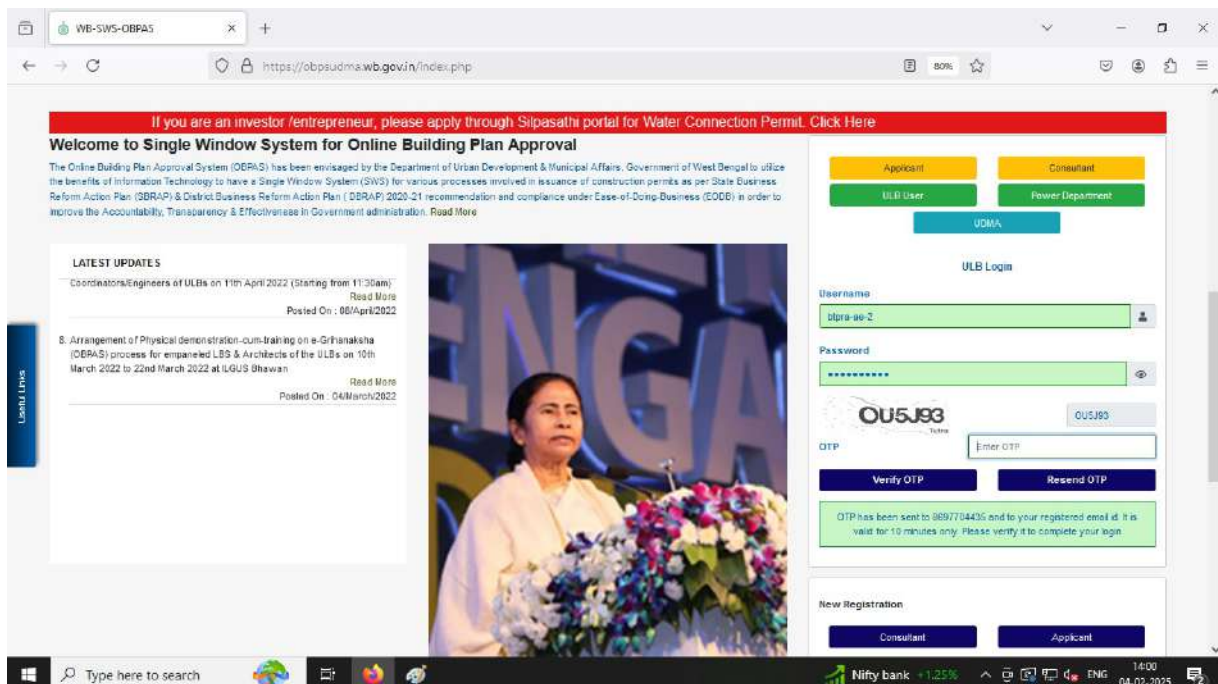 WB-SWS-OBPAS
https://obpsudma.wb.gov.in/index.php
80%
If you are an investor /entrepreneur, please apply through Silpasathi portal for Water Connection Permit. Click Here
Welcome to Single Window System for Online Building Plan Approval
The Online Building Plan Approval System (OBPAS) has been envisaged by the Department of Urban Development & Municipal Affairs, Government of West Bengal to utilize
the benefits of Information Technology to have a Single Window System (SWS) for various processes involved in issuance of construction permits as per State Business
Reform Action Plan (SBRAP) & District Business Reform Action Plan ( DBRAP) 2020-21 recommendation and compliance under Ease-of-Doing-Business (EODB) in order to
improve the Accountability, Transparency & Effectiveness in Government administration. Read More
Applicant
Consultant
ULB User
Power Department
UDMA
LATEST UPDATES
Coordinators/Engineers of ULBs on 11th April 2022 (Starting from 11:30am)
Read More
Posted On : 08/April/2022
8. Arrangement of Physical demonstration-cum-training on e-Grihanaksha
(OBPAS) process for empaneled LBS & Architects of the ULBs on 10th
March 2022 to 22nd March 2022 at ILGUS Bhawan
Read More
Posted On : 04/March/2022
Useful Links
ENGA
ULB Login
Username
Password
••••••••••
OU5J93
OU5J93
OTP
Enter OTP
Verify OTP
Resend OTP
OTP has been sent to 8697704435 and to your registered email id. It is
valid for 10 minutes only. Please verify it to complete your login
New Registration
Consultant
Applicant
Type here to search
Nifty bank +1.25%
ENG
14:00
04-02-2025